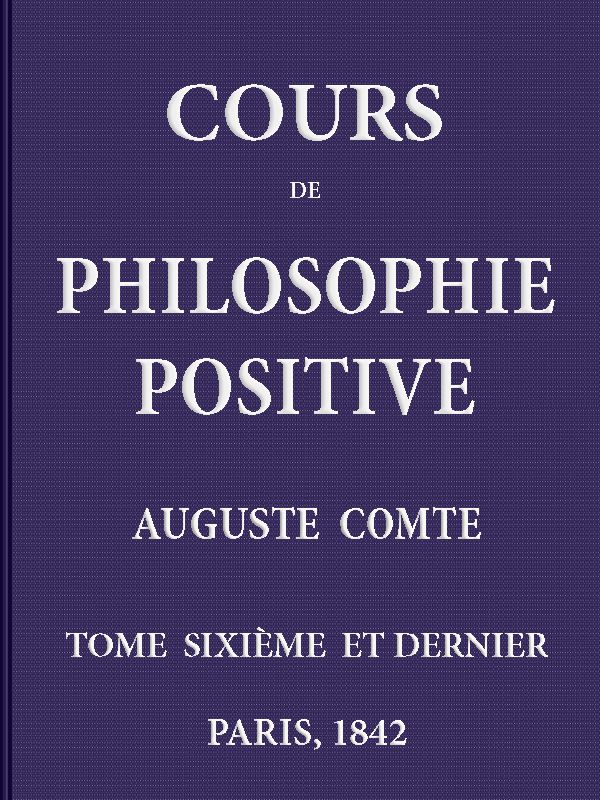 COURS
DE
PHILOSOPHIE
POSITIVE
AUGUSTE COMTE
TOME SIXIÈME ET DERNIER
PARIS, 1842